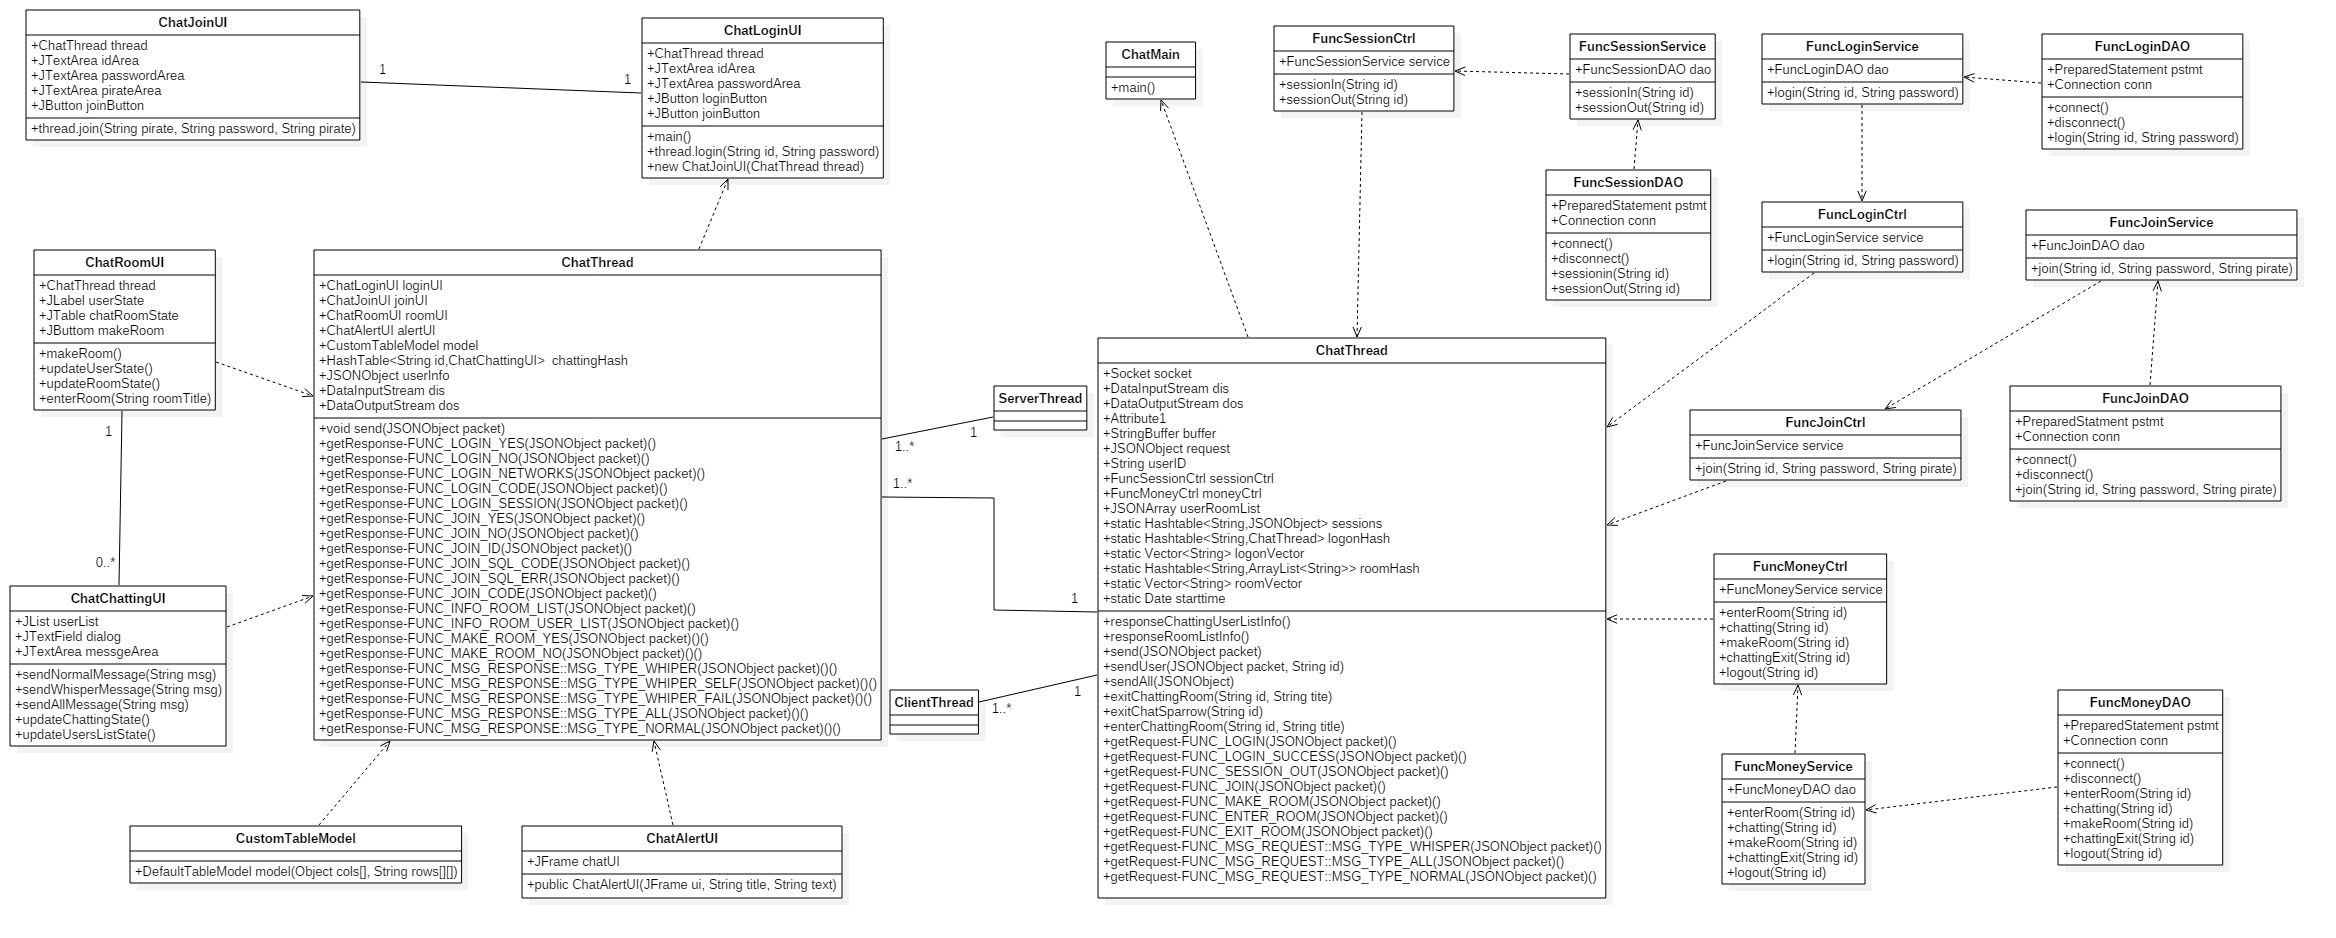 ChatJoinUI
+ChatThread thread
+JTextArea idArea
+JTextArea passwordArea
+JTextArea pirateArea
+JButton joinButton
+thread.join(String pirate, String password, String pirate)
1
1
ChatLoginUI
+ChatThread thread
+JTextArea idArea
+JTextArea passwordArea
+JButton loginButton
+JButton joinButton
+main()
+thread.login(String id, String password)
+new ChatJoinUI(ChatThread thread)
ChatRoomUI
+ChatThread thread
+JLabel userState
+JTable chatRoomState
+JButtom makeRoom
+makeRoom()
+updateUserState()
+updateRoomState()
+enterRoom(String roomTitle)
1
0..*
ChatChattingUI
+JList userList
+JTextField dialog
+JTextArea messgeArea
+sendNormalMessage(String msg)
+sendWhisperMessage(String msg)
+sendAllMessage(String msg)
+updateChattingState()
+updateUsersListState()
ChatThread
+ChatLoginUI loginUI
+ChatJoinUI joinUI
+ChatRoomUI roomUI
+ChatAlertUI alertUI
+CustomTableModel model
+HashTable<String id,ChatChattingUI>  chattingHash
+JSONObject userInfo
+DataInputStream dis
+DataOutputStream dos
+void send(JSONObject packet)
+getResponse-FUNC_LOGIN_YES(JSONObject packet)()
+getResponse-FUNC_LOGIN_NO(JSONObject packet)()
+getResponse-FUNC_LOGIN_NETWORKS(JSONObject packet)()
+getResponse-FUNC_LOGIN_CODE(JSONObject packet)()
+getResponse-FUNC_LOGIN_SESSION(JSONObject packet)()
+getResponse-FUNC_JOIN_YES(JSONObject packet)()
+getResponse-FUNC_JOIN_NO(JSONObject packet)()
+getResponse-FUNC_JOIN_ID(JSONObject packet)()
+getResponse-FUNC_JOIN_SQL_CODE(JSONObject packet)()
+getResponse-FUNC_JOIN_SQL_ERR(JSONObject packet)()
+getResponse-FUNC_JOIN_CODE(JSONObject packet)()
+getResponse-FUNC_INFO_ROOM_LIST(JSONObject packet)()
+getResponse-FUNC_INFO_ROOM_USER_LIST(JSONObject packet)()
+getResponse-FUNC_MAKE_ROOM_YES(JSONObject packet)()()
+getResponse-FUNC_MAKE_ROOM_NO(JSONObject packet)()()
+getResponse-FUNC_MSG_RESPONSE::MSG_TYPE_WHIPER(JSONObject packet)()()
+getResponse-FUNC_MSG_RESPONSE::MSG_TYPE_WHIPER_SELF(JSONObject packet)()()
+getResponse-FUNC_MSG_RESPONSE::MSG_TYPE_WHIPER_FAIL(JSONObject packet)()()
+getResponse-FUNC_MSG_RESPONSE::MSG_TYPE_ALL(JSONObject packet)()()
+getResponse-FUNC_MSG_RESPONSE::MSG_TYPE_NORMAL(JSONObject packet)()()
CustomTableModel
+DefaultTableModel model(Object cols[], String rows[][])
ChatAlertUI
+JFrame chatUI
+public ChatAlertUI(JFrame ui, String title, String text)
ServerThread
1..*
1
1..*
1
ClientThread
1..*
1
ChatMain
+main()
FuncSessionCtrl
+FuncSessionService service
+sessionIn(String id)
+sessionOut(String id)
FuncSessionService
+FuncSessionDAO dao
+sessionIn(String id)
+sessionOut(String id)
FuncSessionDAO
+PreparedStatement pstmt
+Connection conn
+connect()
+disconnect()
+sessionin(String id)
+sessionOut(String id)
FuncLoginService
+FuncLoginDAO dao
+login(String id, String password)
FuncLoginDAO
+PreparedStatement pstmt
+Connection conn
+connect()
+disconnect()
+login(String id, String password)
FuncLoginCtrl
+FuncLoginService service
+login(String id, String password)
FuncJoinService
+FuncJoinDAO dao
+join(String id, String password, String pirate)
FuncJoinCtrl
+FuncJoinService service
+join(String id, String password, String pirate)
FuncJoinDAO
+PreparedStatment pstmt
+Connection conn
+connect()
+disconnect()
+join(String id, String password, String pirate)
ChatThread
+Socket socket
+DataInputStream dis
+DataOutputStream dos
+Attribute1
+StringBuffer buffer
+JSONObject request
+String userID
+FuncSessionCtrl sessionCtrl
+FuncMoneyCtrl moneyCtrl
+JSONArray userRoomList
+static Hashtable<String,JSONObject> sessions
+static Hashtable<String,ChatThread> logonHash
+static Vector<String> logonVector
+static Hashtable<String,ArrayList<String>> roomHash
+static Vector<String> roomVector
+static Date starttime
+responseChattingUserListInfo()
+responseRoomListInfo()
+send(JSONObject packet)
+sendUser(JSONObject packet, String id)
+sendAll(JSONObject)
+exitChattingRoom(String id, String tite)
+exitChatSparrow(String id)
+enterChattingRoom(String id, String title)
+getRequest-FUNC_LOGIN(JSONObject packet)()
+getRequest-FUNC_LOGIN_SUCCESS(JSONObject packet)()
+getRequest-FUNC_SESSION_OUT(JSONObject packet)()
+getRequest-FUNC_JOIN(JSONObject packet)()
+getRequest-FUNC_MAKE_ROOM(JSONObject packet)()
+getRequest-FUNC_ENTER_ROOM(JSONObject packet)()
+getRequest-FUNC_EXIT_ROOM(JSONObject packet)()
+getRequest-FUNC_MSG_REQUEST::MSG_TYPE_WHISPER(JSONObject packet)()
+getRequest-FUNC_MSG_REQUEST::MSG_TYPE_ALL(JSONObject packet)()
+getRequest-FUNC_MSG_REQUEST::MSG_TYPE_NORMAL(JSONObject packet)()
FuncMoneyCtrl
+FuncMoneyService service
+enterRoom(String id)
+chatting(String id)
+makeRoom(String id)
+chattingExit(String id)
+logout(String id)
FuncMoneyService
+FuncMoneyDAO dao
+enterRoom(String id)
+chatting(String id)
+makeRoom(String id)
+chattingExit(String id)
+logout(String id)
FuncMoneyDAO
+PreparedStatement pstmt
+Connection conn
+connect()
+disconnect()
+enterRoom(String id)
+chatting(String id)
+makeRoom(String id)
+chattingExit(String id)
+logout(String id)